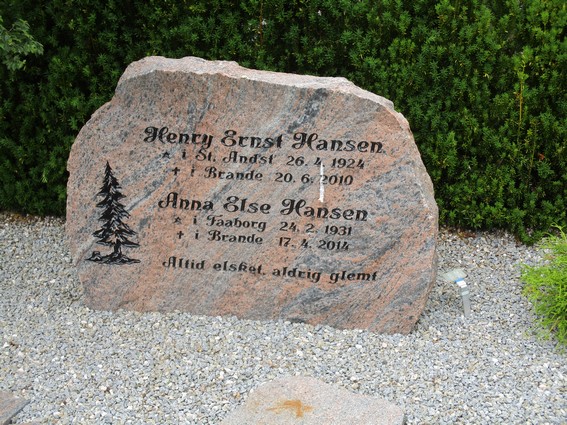 Henry Ernst Hansen
* i St. Andst 26. 4. 1924
✝ i Brande 20. 6. 2010
Anna Else Hansen
* i Faaborg 24. 2. 1931
✝ i Brande 17. 4. 2014
Altid elsket, aldrig glemt